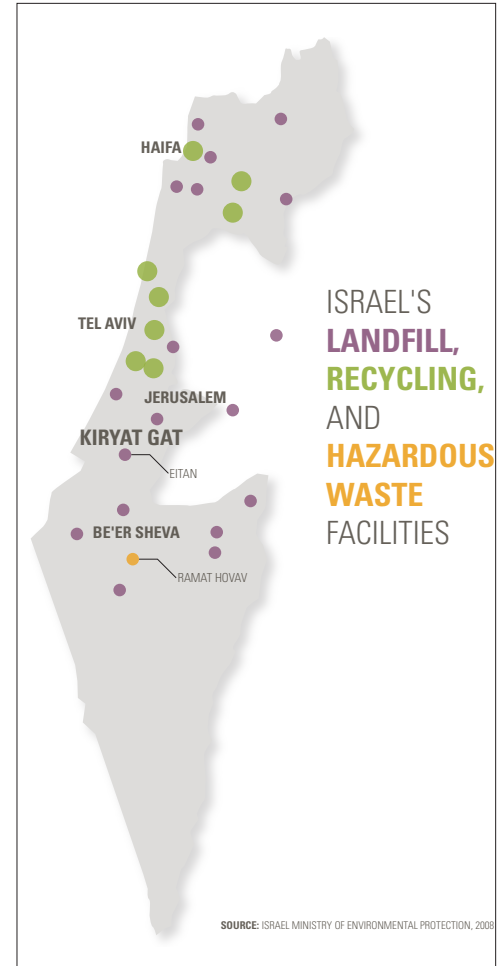 HAIFA
TEL AVIV
JERUSALEM
KIRYAT GAT
EITAN
BE'ER SHEVA
RAMAT HOVAV
ISRAEL'S
LANDFILL,
RECYCLING,
AND
HAZARDOUS
WASTE
FACILITIES
SOURCE: ISRAEL MINISTRY OF ENVIRONMENTAL PROTECTION, 2008